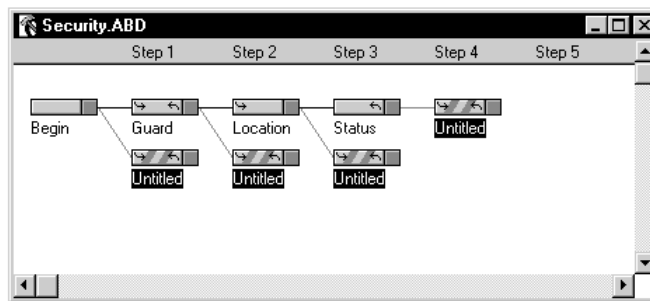 Security.ABD
Step 1 Step 2 Step 3 Step 4 Step 5
Begin Guard Location Status Untitled
Untitled Untitled Untitled